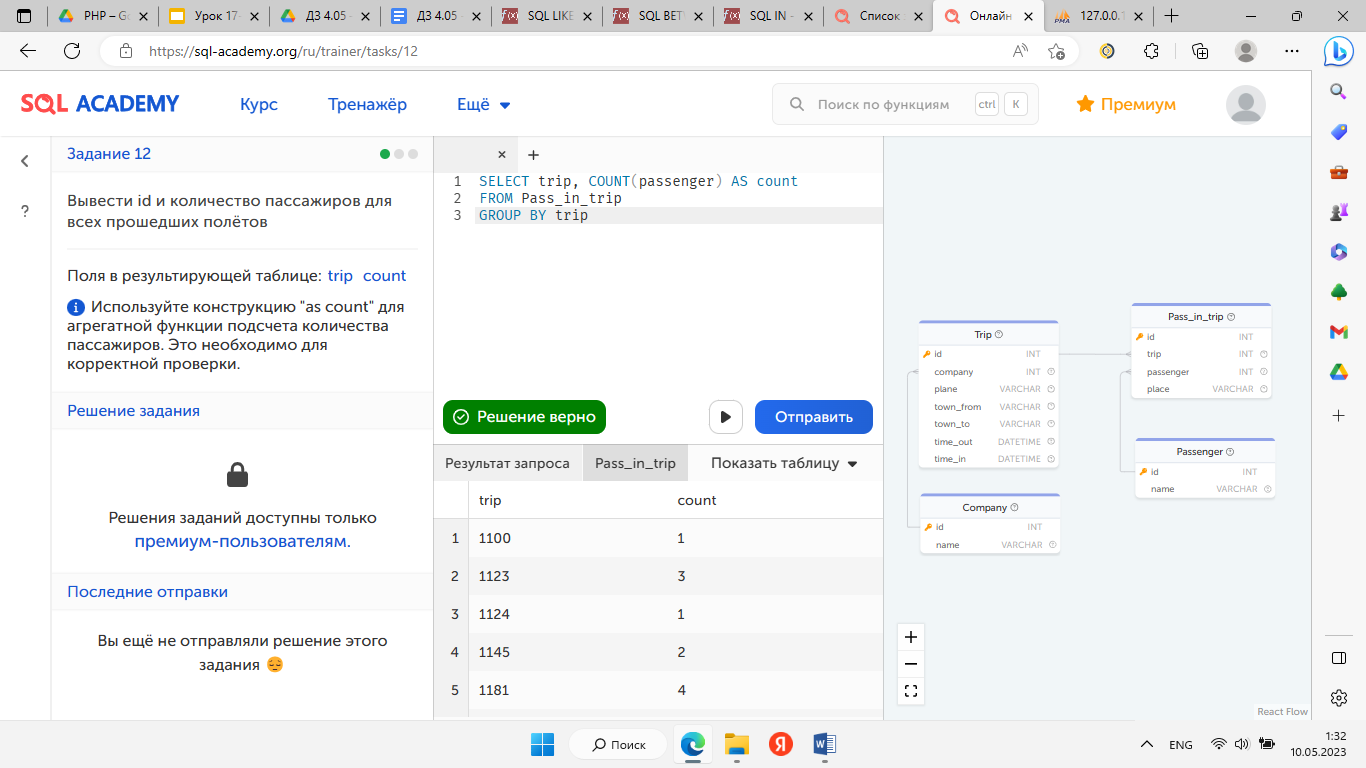 PHP – Go
Урок 17-
ДЗ 4.05 -
ДЗ 4.05 -
f(x) SQL LIKE
f(x) SQL BET
f(x) SQL IN -
Список
Онлайн
PMA 127.0.0.1
https://sql-academy.org/ru/trainer/tasks/12
SQL ACADEMY
Курс
Тренажёр
Ещё
Поиск по функциям
ctrl
K
Премиум
Задание 12
Вывести id и количество пассажиров для
всех прошедших полётов
Поля в результирующей таблице: trip count
Используйте конструкцию "as count" для
агрегатной функции подсчета количества
пассажиров. Это необходимо для
корректной проверки.
Решение задания
Решения заданий доступны только
премиум-пользователям.
Последние отправки
Вы ещё не отправляли решение этого
задания
1 SELECT trip, COUNT(passenger) AS count
2 FROM Pass_in_trip
3 GROUP BY trip
Решение верно
Отправить
Результат запроса
Pass_in_trip
Показать таблицу
trip count
1 1100 1
2 1123 3
3 1124 1
4 1145 2
5 1181 4
Trip
id INT
company INT
plane VARCHAR
town_from VARCHAR
town_to VARCHAR
time_out DATETIME
time_in DATETIME
Company
id INT
name VARCHAR
Pass_in_trip
id INT
trip INT
passenger INT
place VARCHAR
Passenger
id INT
name VARCHAR
React Flow
Поиск
Я
ENG
1:32
10.05.2023